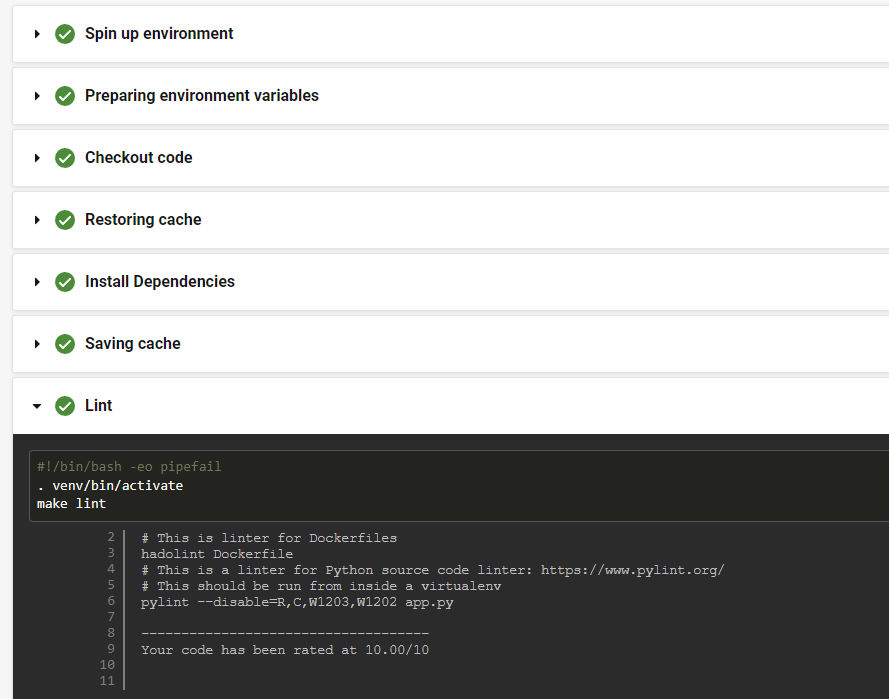 Spin up environment
Preparing environment variables
Checkout code
Restoring cache
Install Dependencies
Saving cache
Lint
#!/bin/bash -eo pipefail
. venv/bin/activate
make lint
2 # This is linter for Dockerfiles
3 hadolint Dockerfile
4 # This is a linter for Python source code linter: https://www.pylint.org/
5 # This should be run from inside a virtualenv
6 pylint --disable=R,C,W1203,W1202 app.py
7
8 ------------------------------------
9 Your code has been rated at 10.00/10
10
11